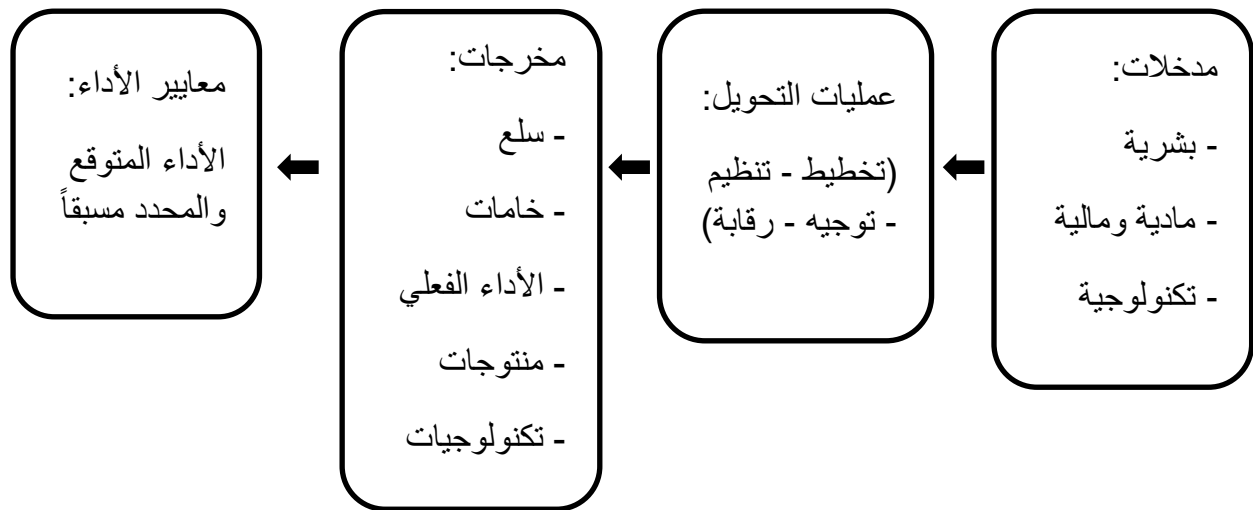 مدخلات:
- بشرية
- مادية ومالية
- تكنولوجية
عمليات التحويل:
(تخطيط - تنظيم
- توجيه - رقابة)
مخرجات:
- سلع
- خامات
- الأداء الفعلي
- منتوجات
- تكنولوجيات
معايير الأداء:
الأداء المتوقع
والمحدد مسبقاً